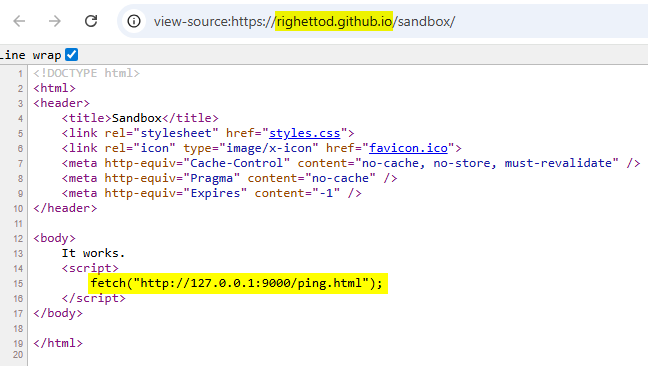 view-source:https://righettod.github.io/sandbox/
Line wrap
1 <!DOCTYPE html>
2 <html>
3 <header>
4 <title>Sandbox</title>
5 <link rel="stylesheet" href="styles.css">
6 <link rel="icon" type="image/x-icon" href="favicon.ico">
7 <meta http-equiv="Cache-Control" content="no-cache, no-store, must-revalidate" />
8 <meta http-equiv="Pragma" content="no-cache" />
9 <meta http-equiv="Expires" content="-1" />
10 </header>
11
12 <body>
13 It works.
14 <script>
15 fetch("http://127.0.0.1:9000/ping.html");
16 </script>
17 </body>
18
19 </html>
20